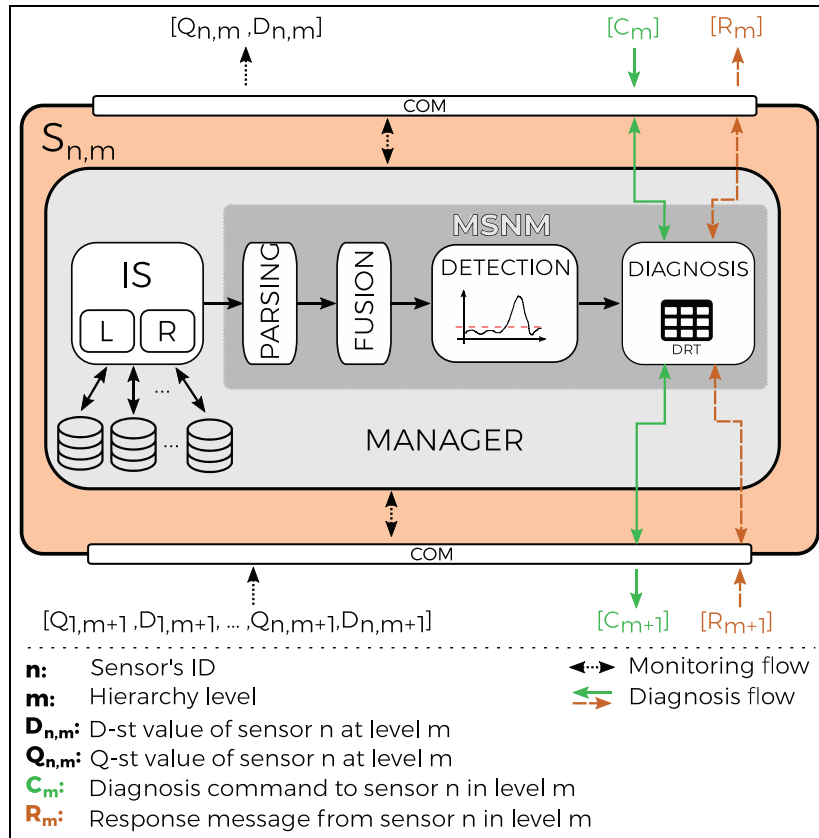 [Qn,m ,Dn,m] [Cm] [Rm]
COM
Sn,m
MSNM
IS
L R
PARSING
FUSION
DETECTION
DIAGNOSIS
DRT
...
...
MANAGER
COM
[Q1,m+1 ,D1,m+1, ... ,Qn,m+1,Dn,m+1] [Cm+1] [Rm+1]
n: Sensor's ID
m: Hierarchy level
Dn,m: D-st value of sensor n at level m
Qn,m: Q-st value of sensor n at level m
Cm: Diagnosis command to sensor n in level m
Rm: Response message from sensor n in level m
Monitoring flow
Diagnosis flow